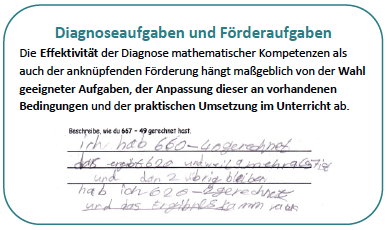 Diagnoseaufgaben und Förderaufgaben
Die Effektivität der Diagnose mathematischer Kompetenzen als
auch der anknüpfenden Förderung hängt maßgeblich von der Wahl
geeigneter Aufgaben, der Anpassung dieser an vorhandenen
Bedingungen und der praktischen Umsetzung im Unterricht ab.
Beschreibe, wie du 667 - 49 gerechnet hast.
ich hab 660 - 40 gerechnet
das ergibt 620 und weil 9 mehr als 7 ist
und dan 2 übrig bleiben
hab ich 620 - 2 gerechnet
und das Ergibnis